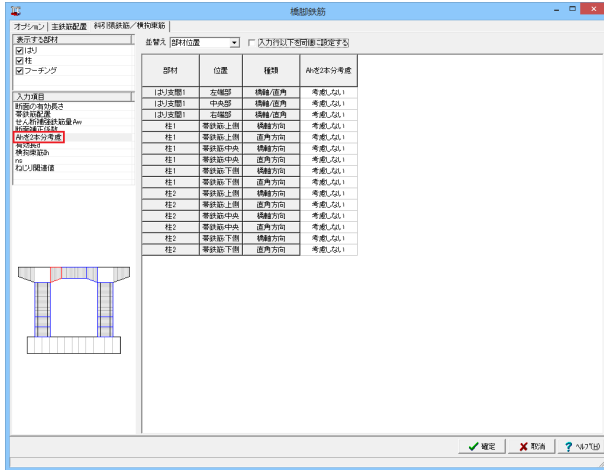 橋脚鉄筋
オプション 主鉄筋配置 斜引張鉄筋／横拘束筋
表示する部材
はり
柱
フーチング
並替え 部材位置 入力行以下を同値に設定する
入力項目
断面の有効長さ
帯鉄筋配置
せん断補強鉄筋量Aw
断面補正係数
Ahを2本分考慮
有効長d
横拘束筋Ah
ns
ねじり関連値
部材 位置 種類 Ahを2本分考慮
はり支間1 左端部 橋軸/直角 考慮しない
はり支間1 中央部 橋軸/直角 考慮しない
はり支間1 右端部 橋軸/直角 考慮しない
柱1 帯鉄筋:上側 橋軸方向 考慮しない
柱1 帯鉄筋:上側 直角方向 考慮しない
柱1 帯鉄筋:中央 橋軸方向 考慮しない
柱1 帯鉄筋:中央 直角方向 考慮しない
柱1 帯鉄筋:下側 橋軸方向 考慮しない
柱1 帯鉄筋:下側 直角方向 考慮しない
柱2 帯鉄筋:上側 橋軸方向 考慮しない
柱2 帯鉄筋:上側 直角方向 考慮しない
柱2 帯鉄筋:中央 橋軸方向 考慮しない
柱2 帯鉄筋:中央 直角方向 考慮しない
柱2 帯鉄筋:下側 橋軸方向 考慮しない
柱2 帯鉄筋:下側 直角方向 考慮しない
確定 取消 ? ヘルプ(H)